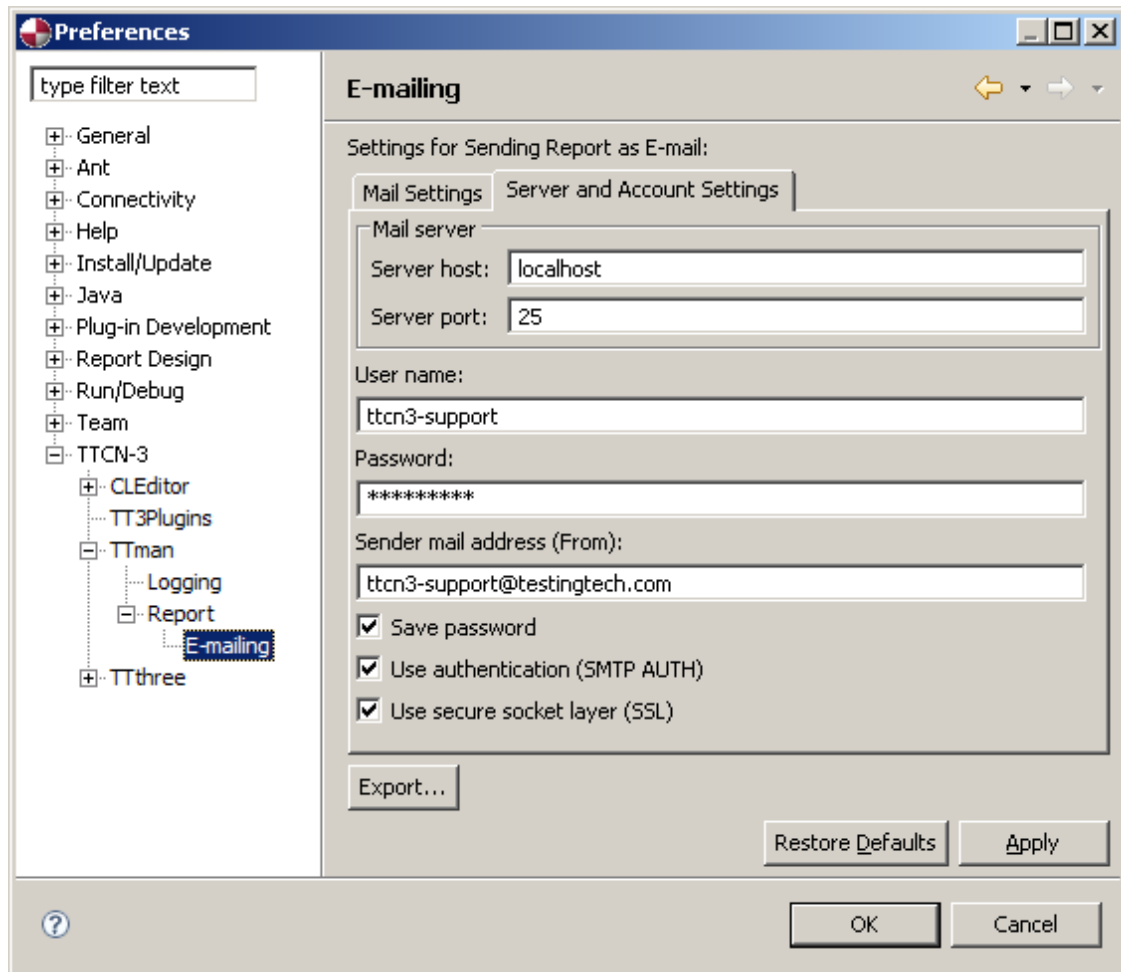 Preferences
type filter text
General
Ant
Connectivity
Help
Install/Update
Java
Plug-in Development
Report Design
Run/Debug
Team
TTCN-3
CLEditor
TT3Plugins
TTman
Logging
Report
E-mailing
TTthree
E-mailing
Settings for Sending Report as E-mail:
Mail Settings Server and Account Settings
Mail server
Server host: localhost
Server port: 25
User name:
ttcn3-support
Password:
*********
Sender mail address (From):
ttcn3-support@testingtech.com
Save password
Use authentication (SMTP AUTH)
Use secure socket layer (SSL)
Export...
Restore Defaults Apply
? OK Cancel